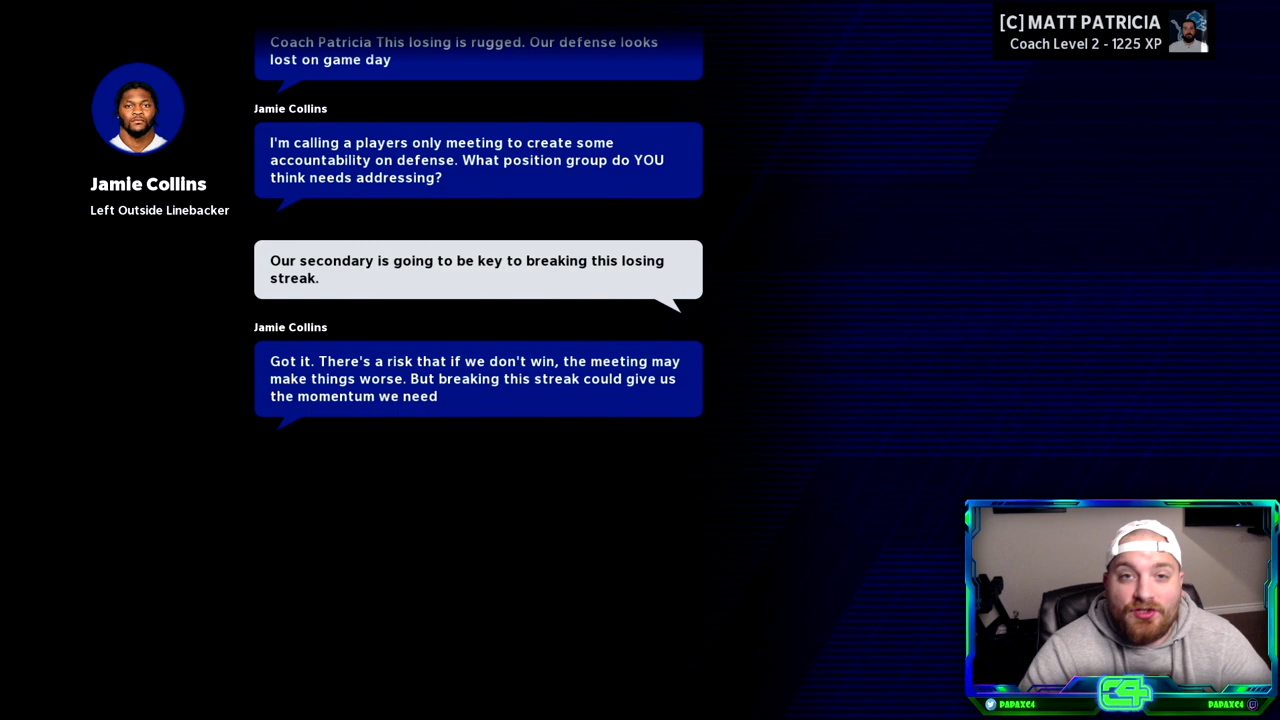 [C] MATT PATRICIA
Coach Level 2 - 1225 XP
Coach Patricia This losing is rugged. Our defense looks
lost on game day
Jamie Collins
Left Outside Linebacker
Jamie Collins
I'm calling a players only meeting to create some
accountability on defense. What position group do YOU
think needs addressing?
Our secondary is going to be key to breaking this losing
streak.
Jamie Collins
Got it. There's a risk that if we don't win, the meeting may
make things worse. But breaking this streak could give us
the momentum we need
C4
PAPAXC4
PAPAXC4